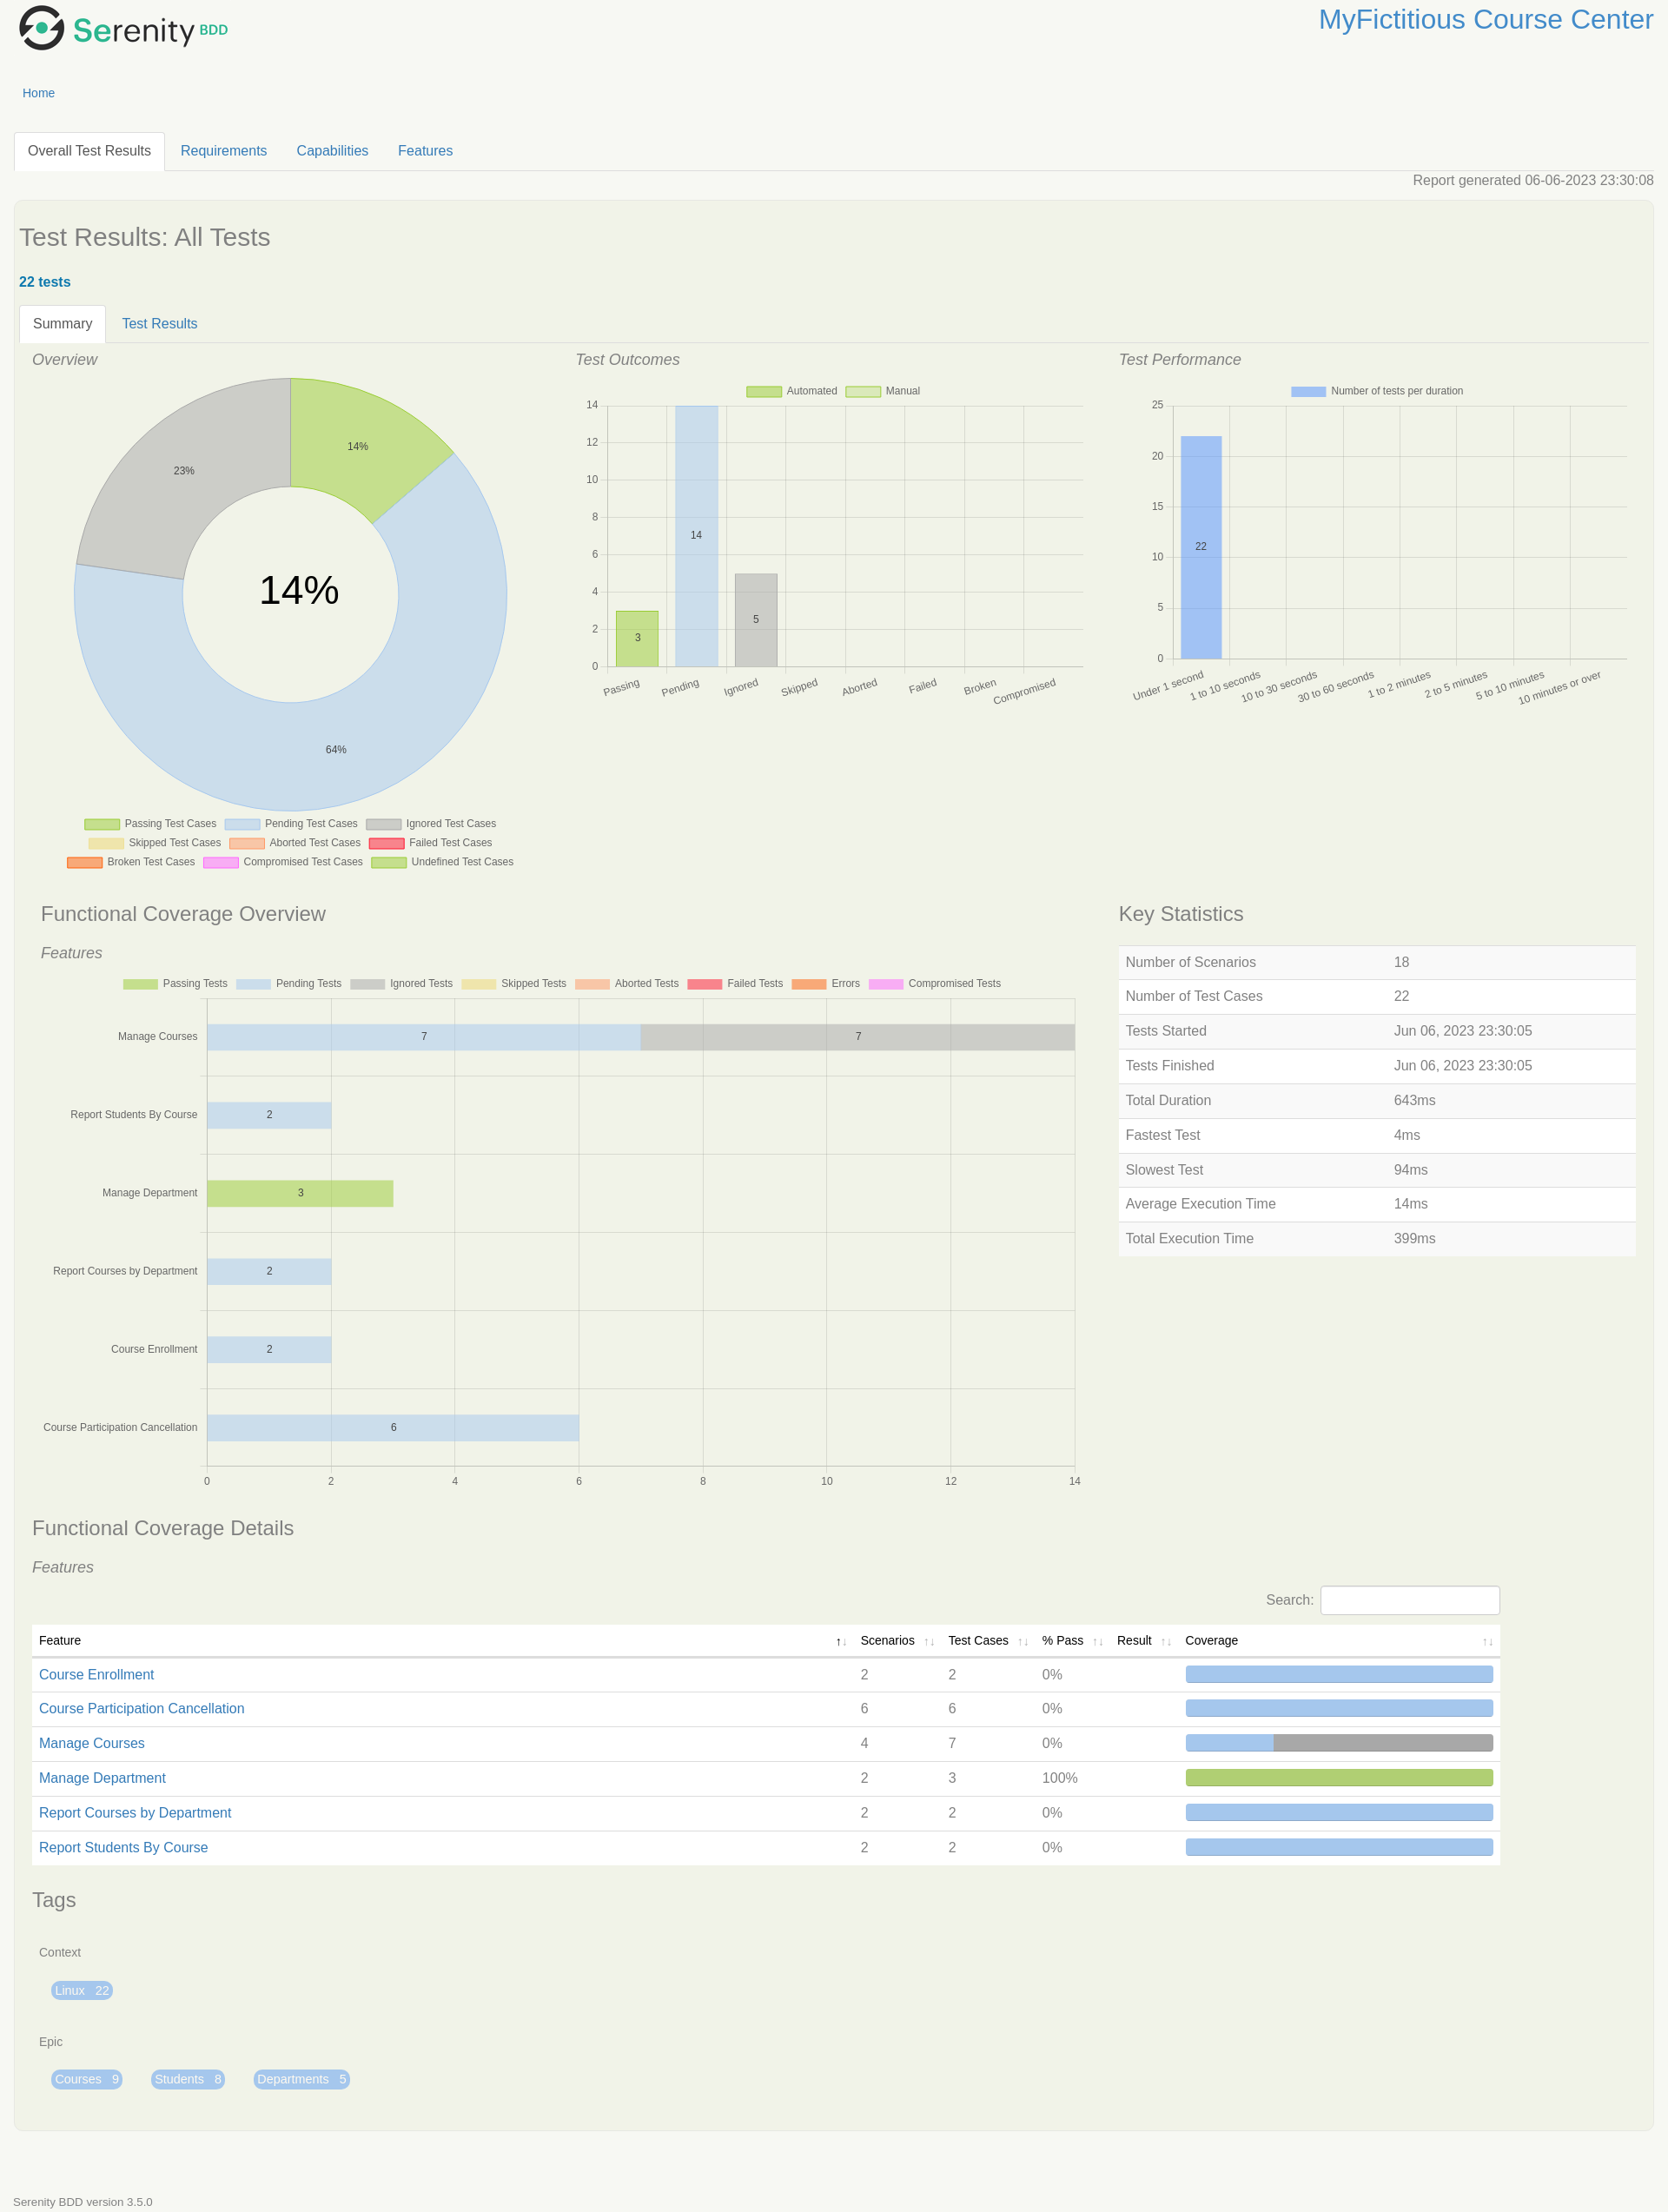 Serenity BDD
MyFictitious Course Center
Home
Overall Test Results Requirements Capabilities Features
Report generated 06-06-2023 23:30:08
Test Results: All Tests
22 tests
Summary Test Results
Overview
14%
23%
14%
64%
Passing Test Cases Pending Test Cases Ignored Test Cases
Skipped Test Cases Aborted Test Cases Failed Test Cases
Broken Test Cases Compromised Test Cases Undefined Test Cases
Test Outcomes
Automated Manual
14
12
10
8
6
4
2
0
3
14
5
Passing Pending Ignored Skipped Aborted Failed Broken Compromised
Test Performance
Number of tests per duration
25
20
15
10
5
0
22
Under 1 second 1 to 10 seconds 10 to 30 seconds 30 to 60 seconds 1 to 2 minutes 2 to 5 minutes 5 to 10 minutes 10 minutes or over
Functional Coverage Overview
Features
Passing Tests Pending Tests Ignored Tests Skipped Tests Aborted Tests Failed Tests Errors Compromised Tests
Manage Courses 7 7
Report Students By Course 2
Manage Department 3
Report Courses by Department 2
Course Enrollment 2
Course Participation Cancellation 6
0 2 4 6 8 10 12 14
Key Statistics
Number of Scenarios 18
Number of Test Cases 22
Tests Started Jun 06, 2023 23:30:05
Tests Finished Jun 06, 2023 23:30:05
Total Duration 643ms
Fastest Test 4ms
Slowest Test 94ms
Average Execution Time 14ms
Total Execution Time 399ms
Functional Coverage Details
Features
Search:
Feature Scenarios Test Cases % Pass Result Coverage
Course Enrollment 2 2 0%
Course Participation Cancellation 6 6 0%
Manage Courses 4 7 0%
Manage Department 2 3 100%
Report Courses by Department 2 2 0%
Report Students By Course 2 2 0%
Tags
Context
Linux 22
Epic
Courses 9 Students 8 Departments 5
Serenity BDD version 3.5.0